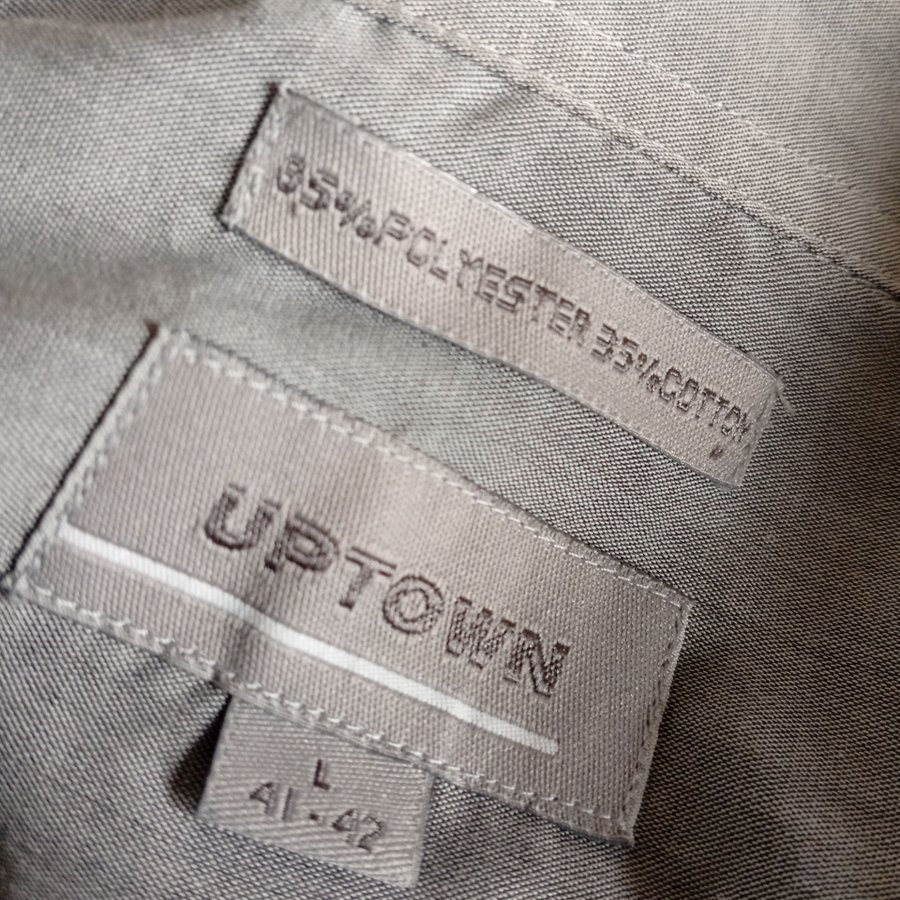 65%POLYESTER 35%COTTON
UPTOWN
L
41-42